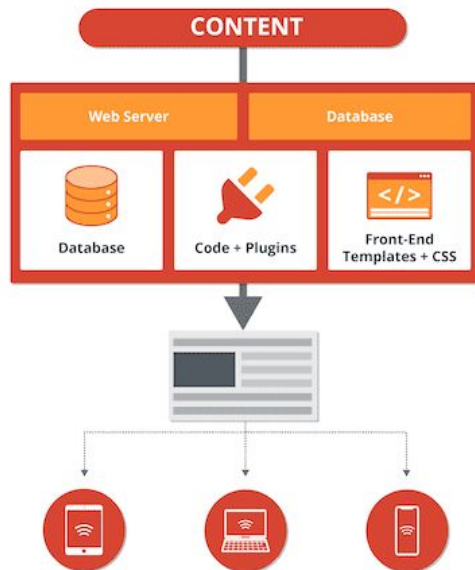 CONTENT
Web Server
Database
Database
Code + Plugins
Front-End
Templates + CSS